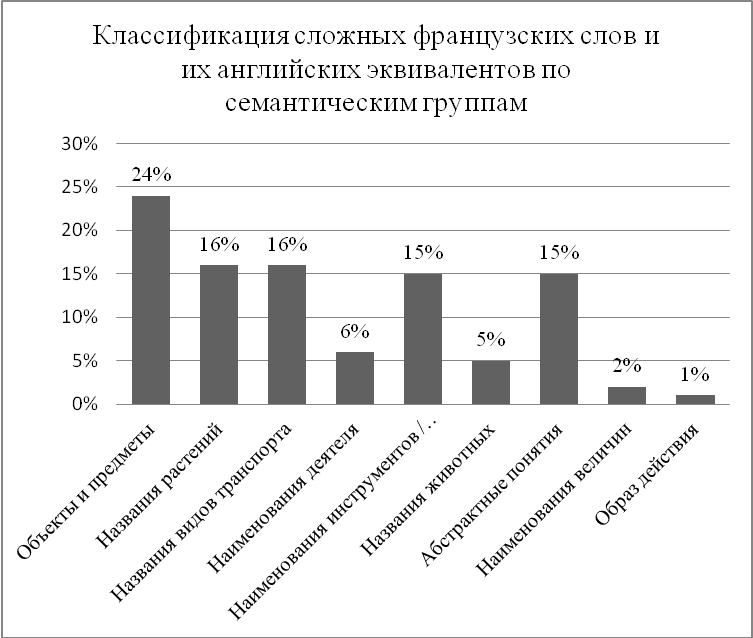 Классификация сложных французских слов и
их английских эквивалентов по
семантическим группам
30%
25%
20%
15%
10%
5%
0%
24%
16%
16%
6%
15%
5%
15%
2%
1%
Объекты и предметы
Названия растений
Названия видов транспорта
Наименования деятеля
Наименования инструментов/..
Названия животных
Абстрактные понятия
Наименования величин
Образ действия